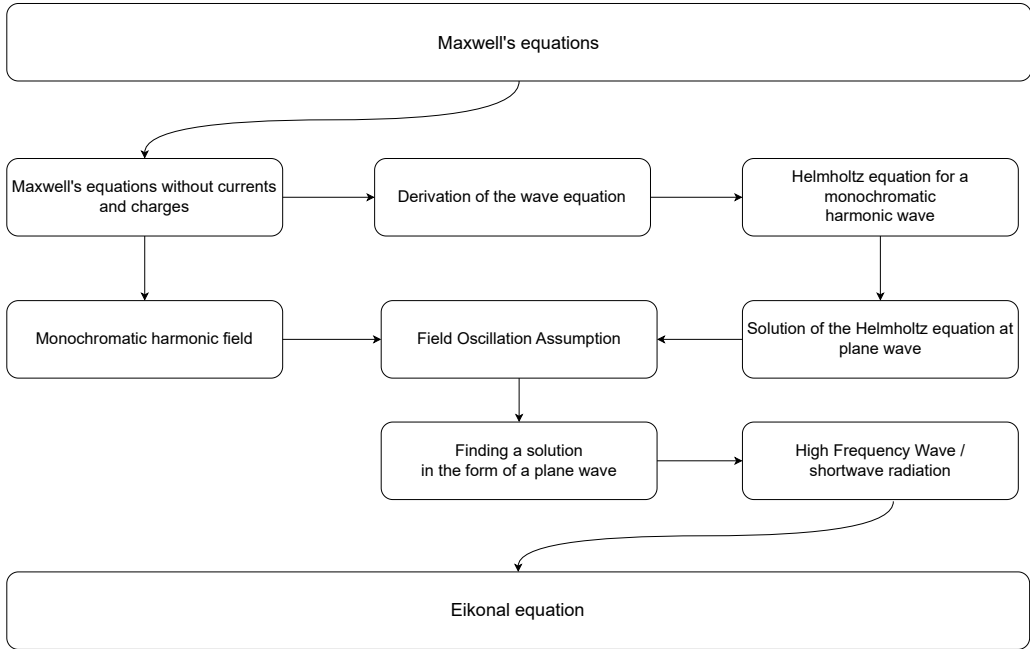 Maxwell's equations
Maxwell's equations without currents
and charges
Derivation of the wave equation
Helmholtz equation for a
monochromatic
harmonic wave
Monochromatic harmonic field
Field Oscillation Assumption
Solution of the Helmholtz equation at
plane wave
Finding a solution
in the form of a plane wave
High Frequency Wave /
shortwave radiation
Eikonal equation